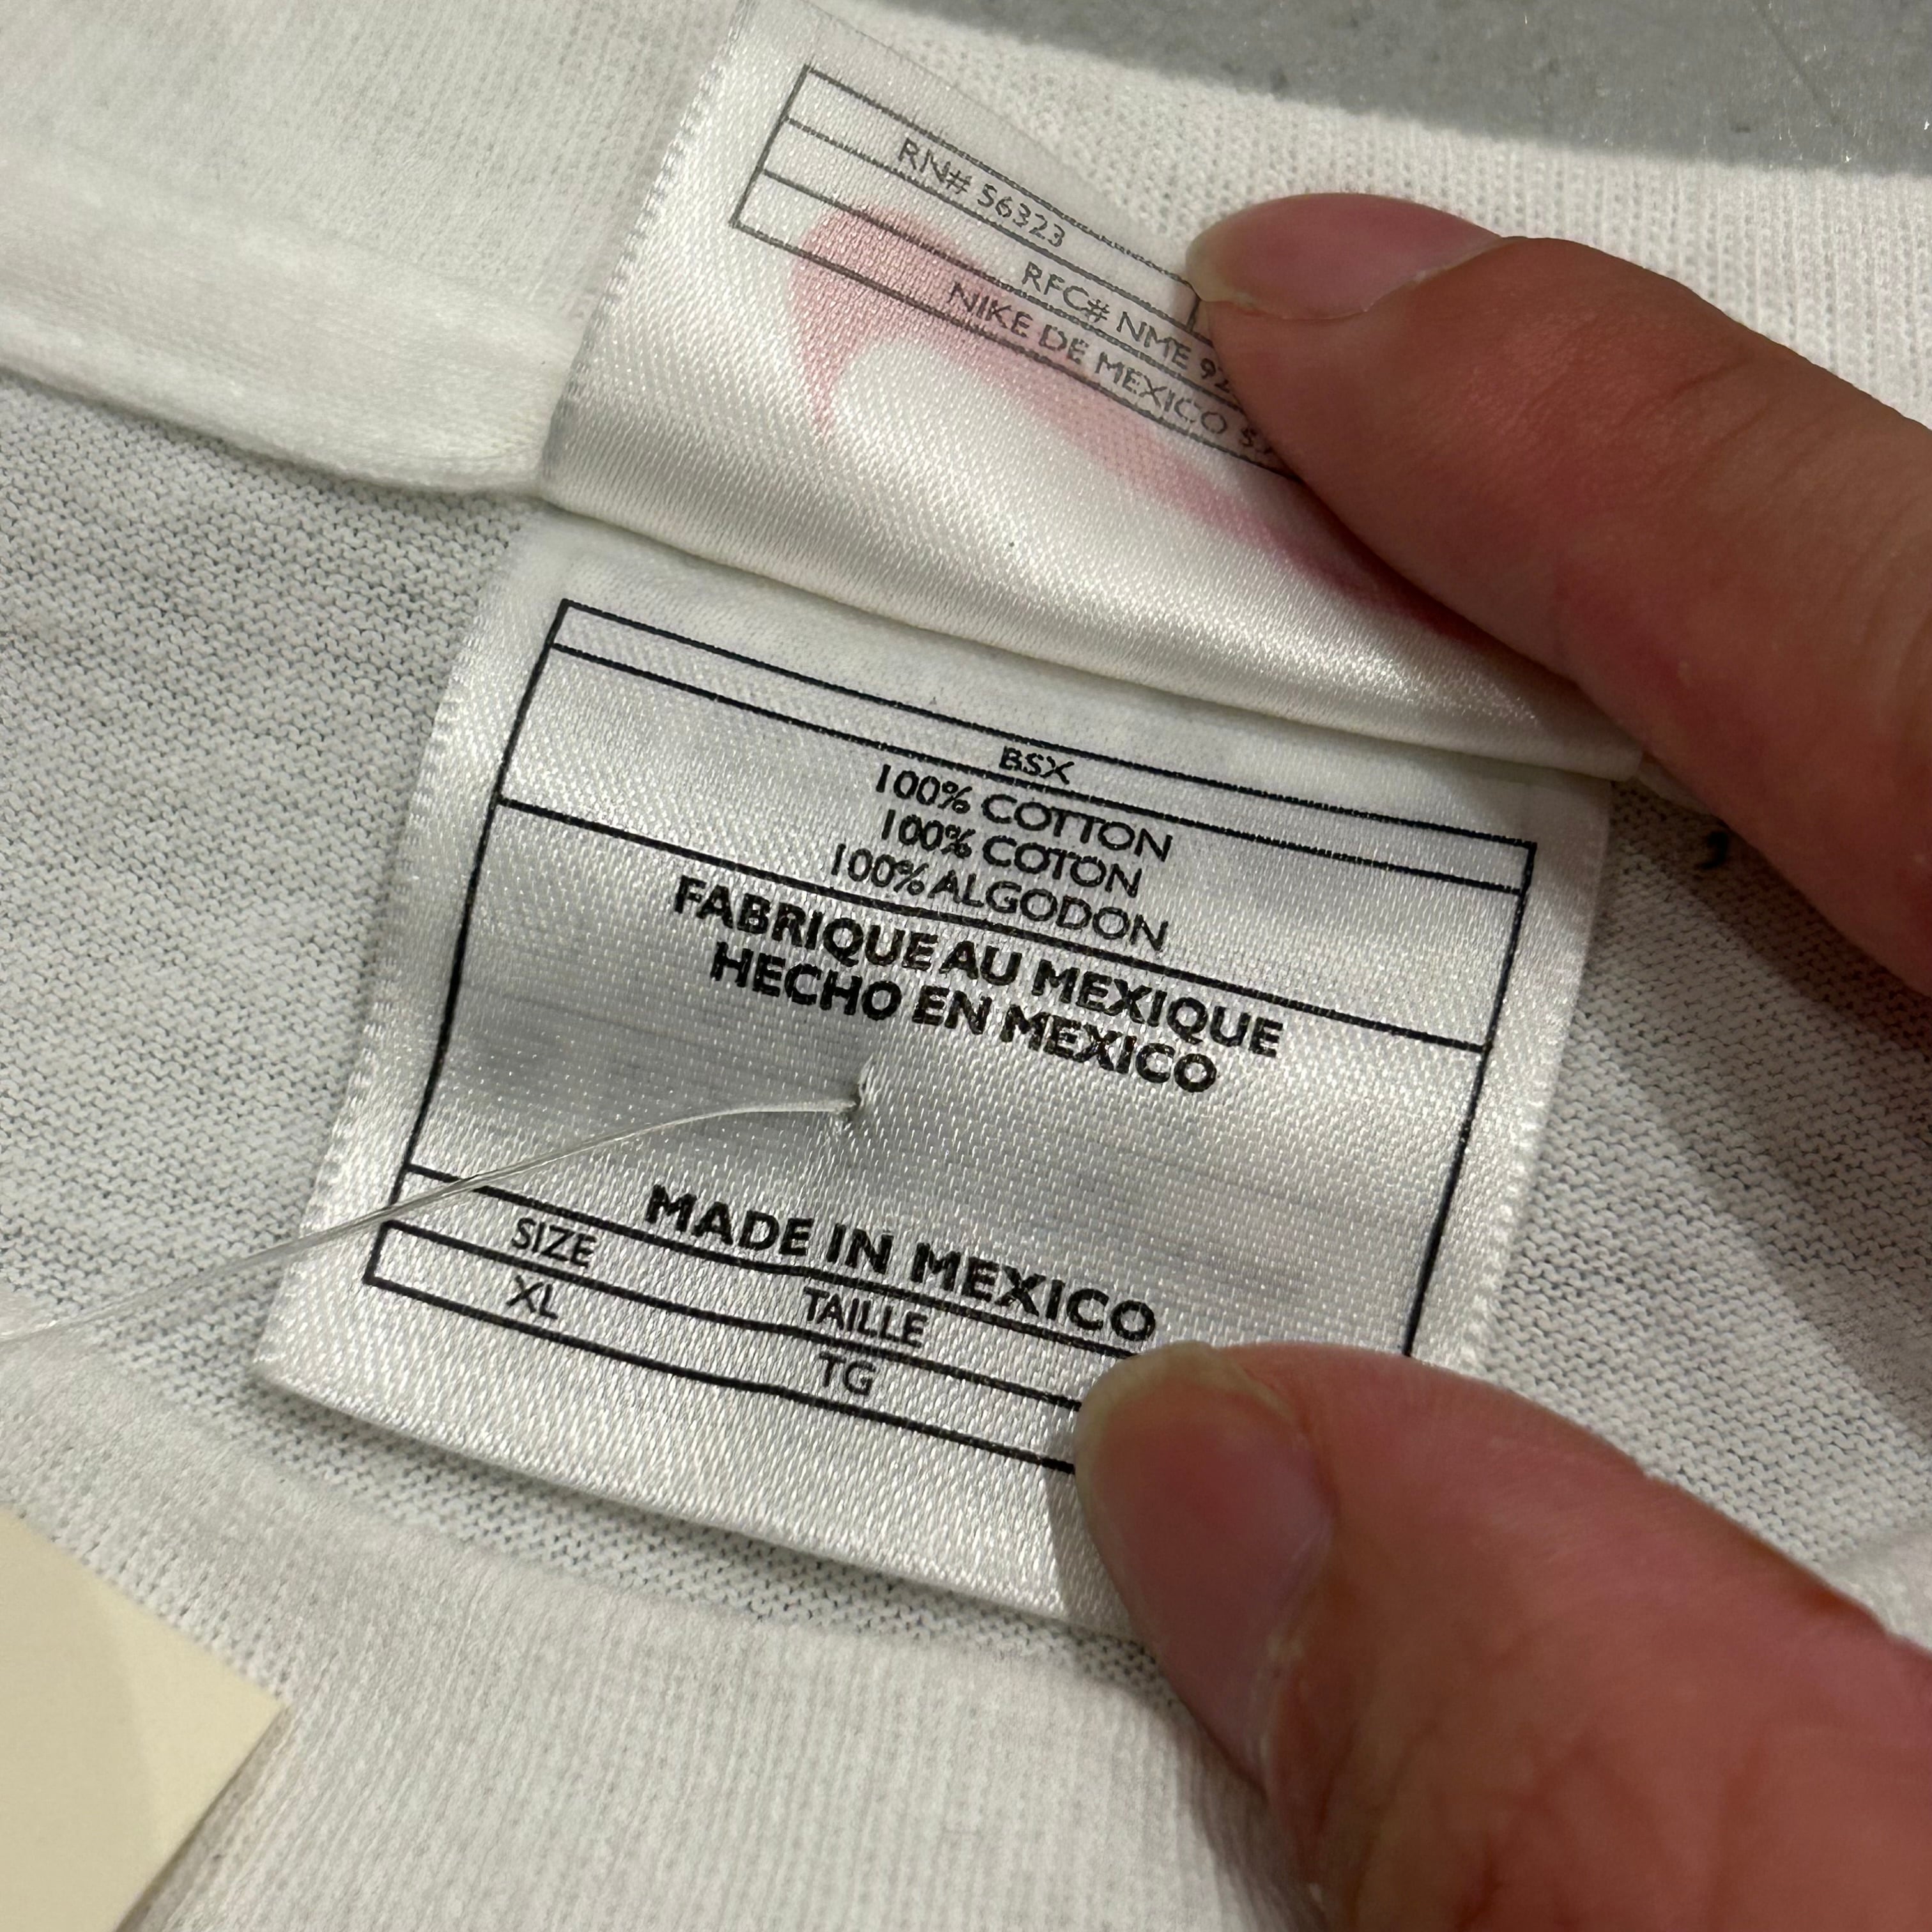 RN# 56323
RFC# NME
NIKE DE MEXICO
BSX
100% COTTON
100% COTON
100% ALGODON
FABRIQUE AU MEXIQUE
HECHO EN MEXICO
MADE IN MEXICO
SIZE TAILLE
XL TG